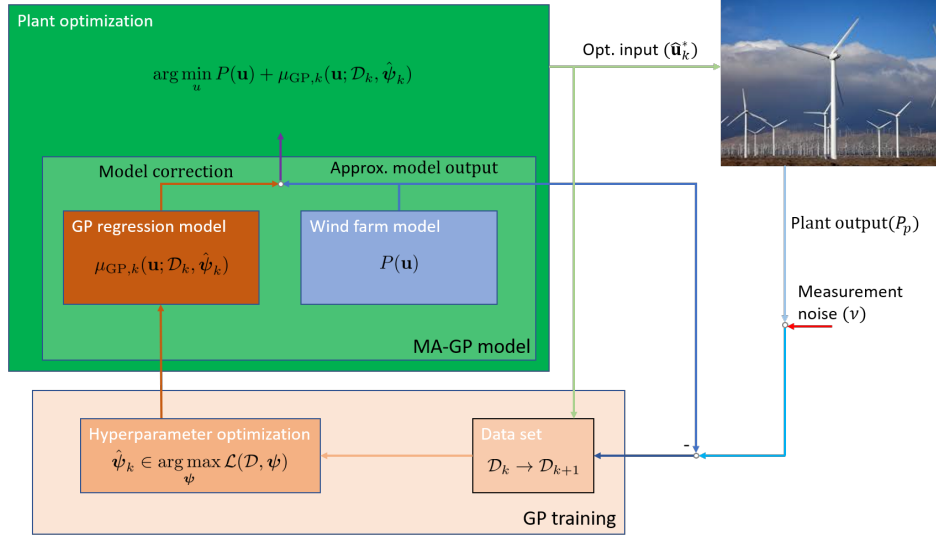 Plant optimization
arg min P(u) + μ_GP,k(u; 𝒟_k, ψ̂_k)
u
Opt. input (û*_k)
Model correction
Approx. model output
GP regression model
μ_GP,k(u; 𝒟_k, ψ̂_k)
Wind farm model
P(u)
MA-GP model
Plant output(P_p)
Measurement
noise (ν)
Hyperparameter optimization
ψ̂_k ∈ arg max ℒ(𝒟, ψ)
ψ
Data set
𝒟_k → 𝒟_k+1
-
GP training